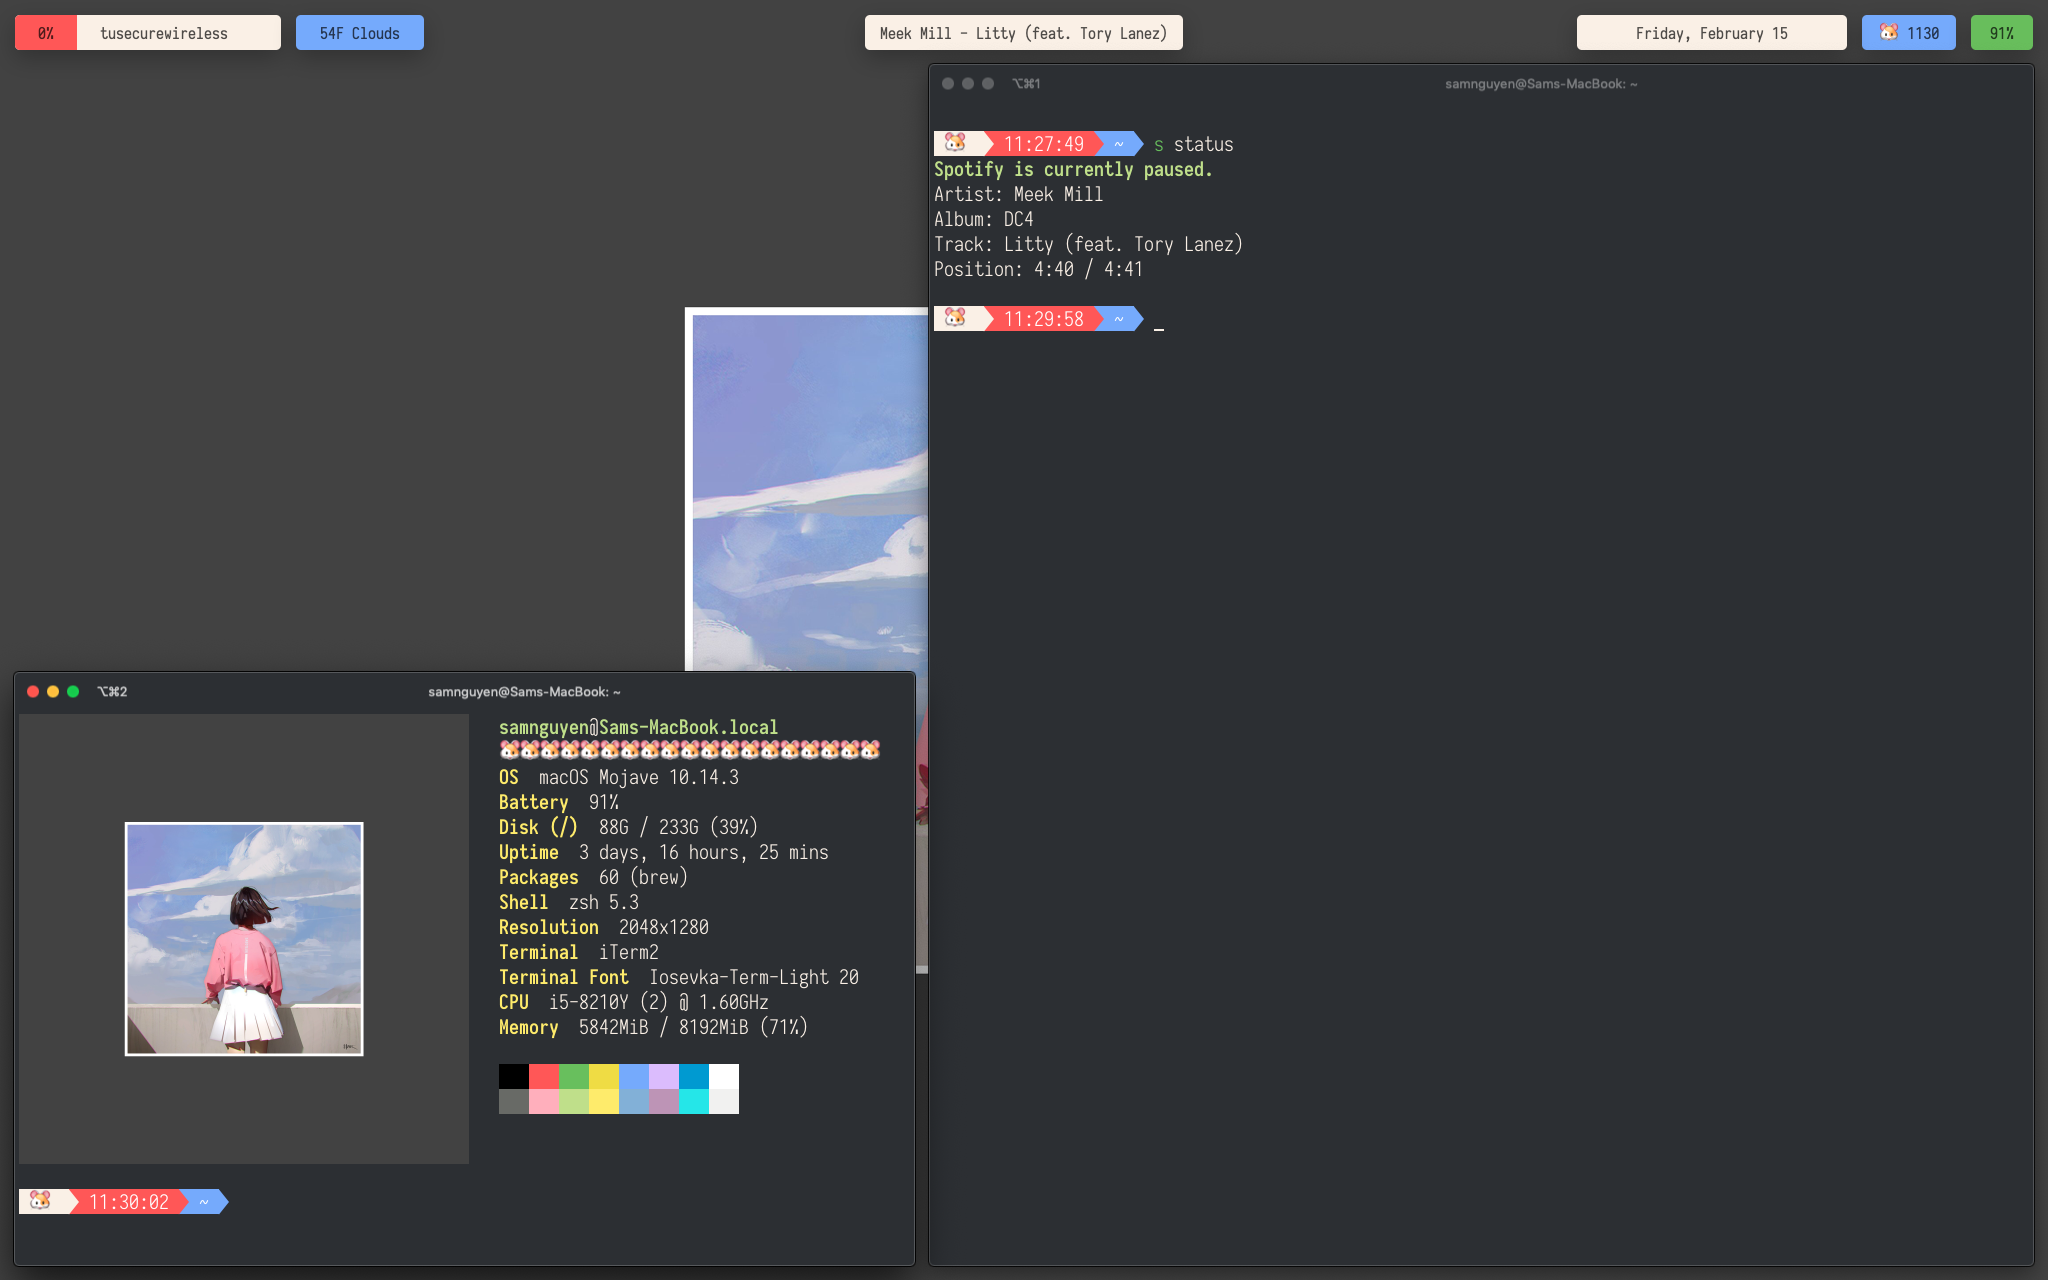 0% tusecurewireless 54F Clouds Meek Mill - Litty (feat. Tory Lanez) Friday, February 15 🐹 1130 91%
⌥⌘1 samnguyen@Sams-MacBook: ~
🐹 11:27:49 ~ s status
Spotify is currently paused.
Artist: Meek Mill
Album: DC4
Track: Litty (feat. Tory Lanez)
Position: 4:40 / 4:41
🐹 11:29:58 ~ _
⌥⌘2 samnguyen@Sams-MacBook: ~
samnguyen@Sams-MacBook.local
🐹🐹🐹🐹🐹🐹🐹🐹🐹🐹🐹🐹🐹🐹🐹🐹🐹🐹🐹
OS macOS Mojave 10.14.3
Battery 91%
Disk (/) 88G / 233G (39%)
Uptime 3 days, 16 hours, 25 mins
Packages 60 (brew)
Shell zsh 5.3
Resolution 2048x1280
Terminal iTerm2
Terminal Font Iosevka-Term-Light 20
CPU i5-8210Y (2) @ 1.60GHz
Memory 5842MiB / 8192MiB (71%)
🐹 11:30:02 ~